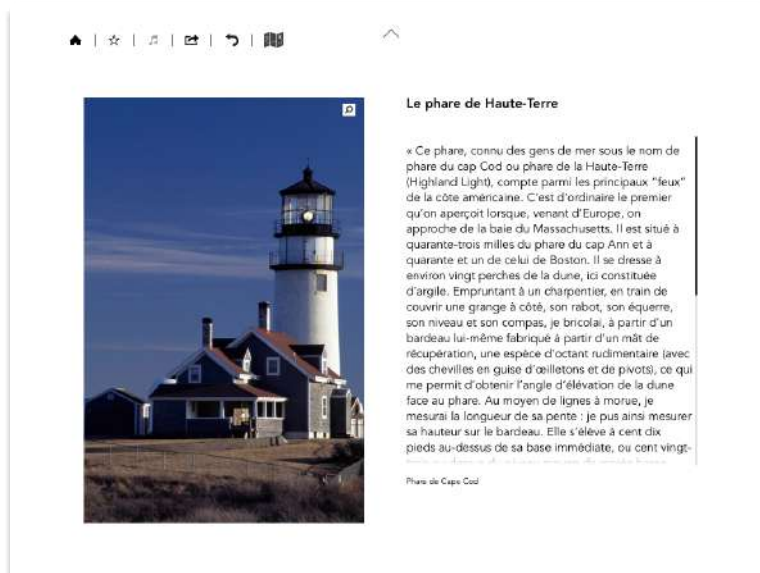 Le phare de Haute-Terre
« Ce phare, connu des gens de mer sous le nom de
phare du cap Cod ou phare de la Haute-Terre
(Highland Light), compte parmi les principaux "feux"
de la côte américaine. C'est d'ordinaire le premier
qu'on aperçoit lorsque, venant d'Europe, on
approche de la baie du Massachusetts. Il est situé à
quarante-trois milles du phare du cap Ann et à
quarante et un de celui de Boston. Il se dresse à
environ vingt perches de la dune, ici constituée
d'argile. Empruntant à un charpentier, en train de
couvrir une grange à côté, son rabot, son équerre,
son niveau et son compas, je bricolai, à partir d'un
bardeau lui-même fabriqué à partir d'un mât de
récupération, une espèce d'octant rudimentaire (avec
des chevilles en guise d'œilletons et de pivots), ce qui
me permit d'obtenir l'angle d'élévation de la dune
face au phare. Au moyen de lignes à morue, je
mesurai la longueur de sa pente : je pus ainsi mesurer
sa hauteur sur le bardeau. Elle s'élève à cent dix
pieds au-dessus de sa base immédiate, ou cent vingt-
Phare de Cape Cod